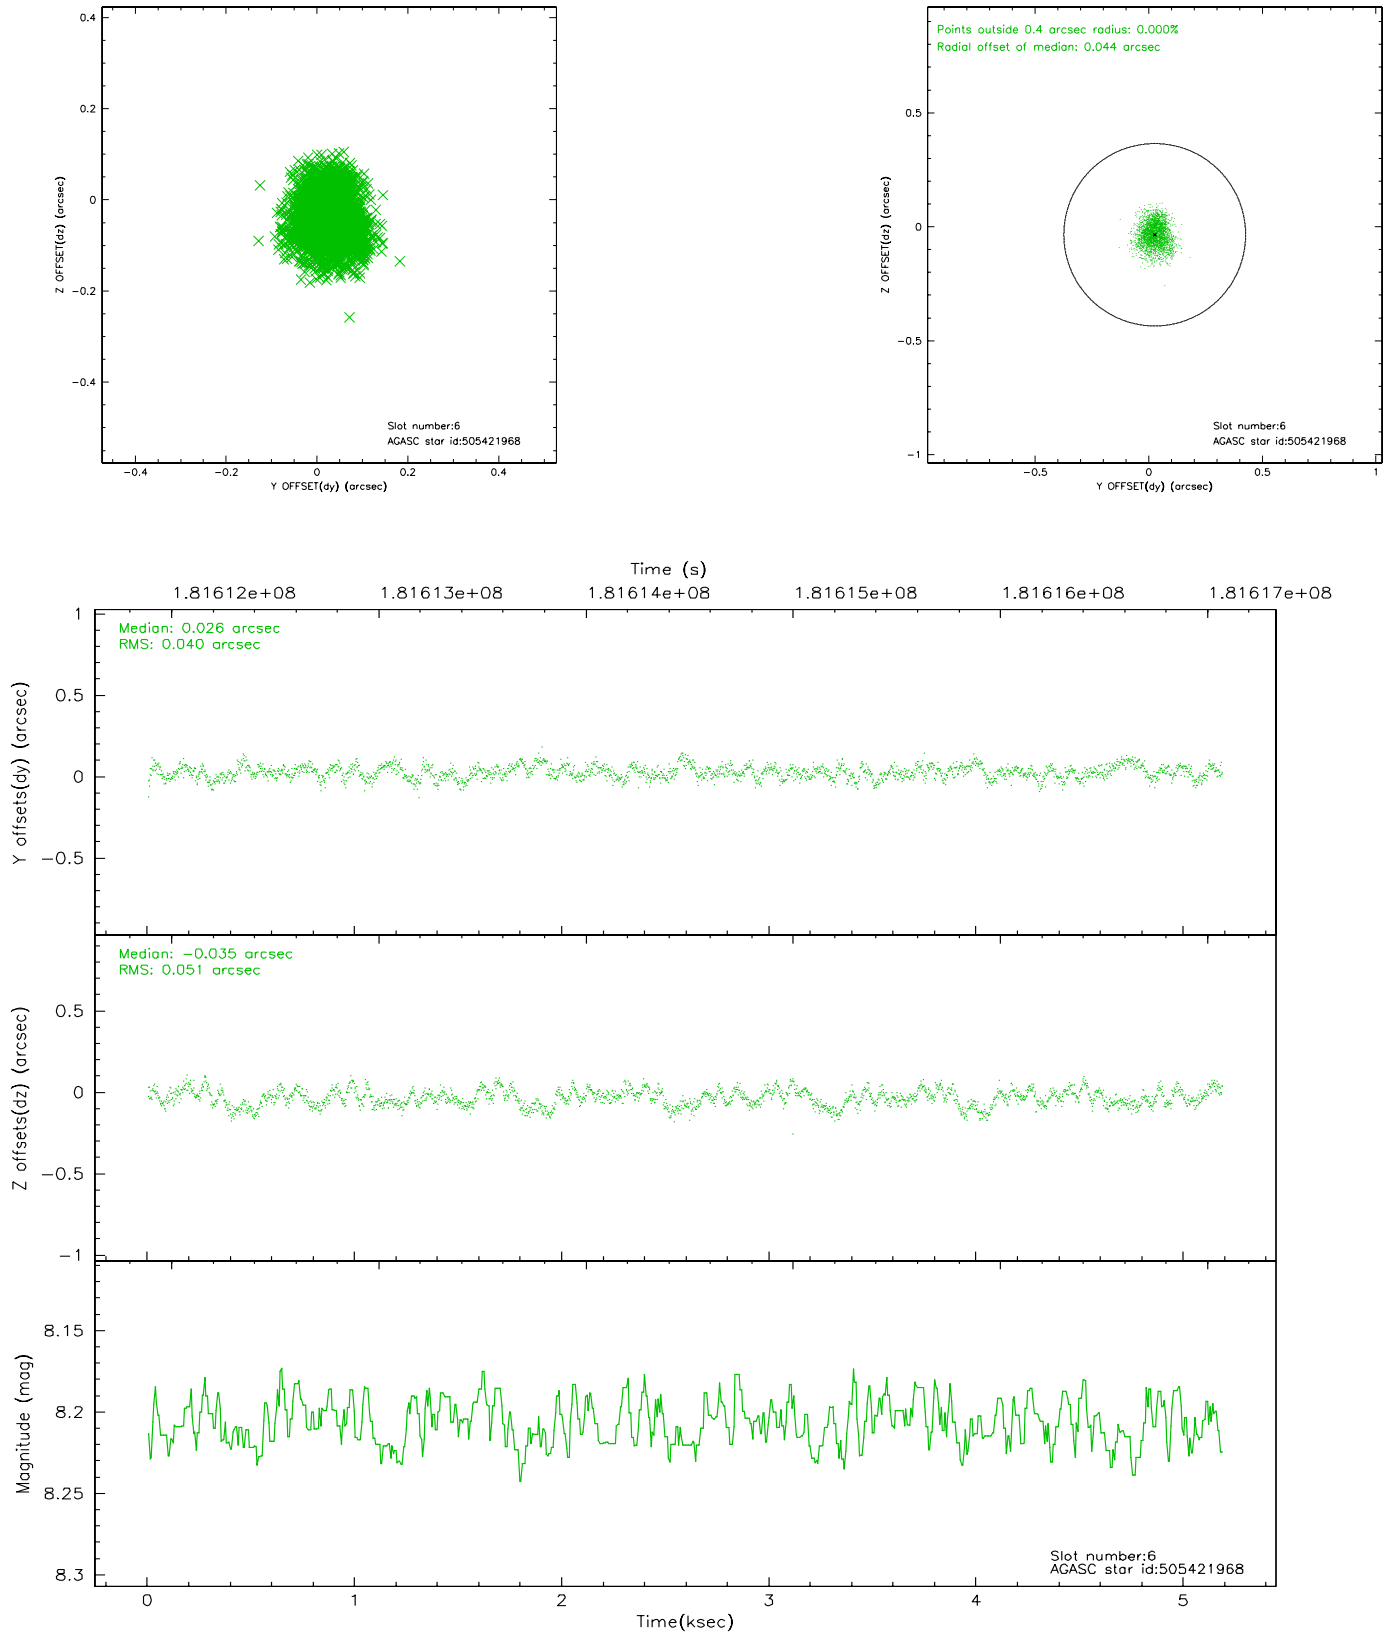 0.4
0.2
0
−0.2
−0.4
Z OFFSET(dz) (arcsec)
Slot number:6
AGASC star id:505421968
−0.4 −0.2 0 0.2 0.4
Y OFFSET(dy) (arcsec)
Points outside 0.4 arcsec radius: 0.000%
Radial offset of median: 0.044 arcsec
0.5
0
−0.5
−1
Z OFFSET(dz) (arcsec)
Slot number:6
AGASC star id:505421968
−0.5 0 0.5 1
Y OFFSET(dy) (arcsec)
Time (s)
1.81612e+08 1.81613e+08 1.81614e+08 1.81615e+08 1.81616e+08 1.81617e+08
Median: 0.026 arcsec
RMS: 0.040 arcsec
1
0.5
0
−0.5
Y offsets(dy) (arcsec)
Median: −0.035 arcsec
RMS: 0.051 arcsec
0.5
0
−0.5
−1
Z offsets(dz) (arcsec)
8.15
8.2
8.25
8.3
Magnitude (mag)
Slot number:6
AGASC star id:505421968
0 1 2 3 4 5
Time(ksec)